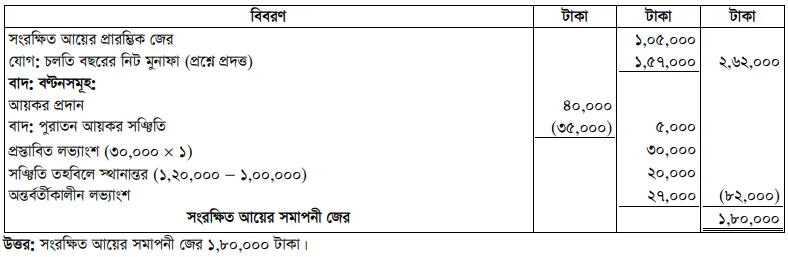 বিবরণ টাকা টাকা টাকা
সংরক্ষিত আয়ের প্রারম্ভিক জের ১,০৫,০০০
যোগ: চলতি বছরের নিট মুনাফা (প্রশ্নে প্রদত্ত) ১,৫৭,০০০ ২,৬২,০০০
বাদ: বণ্টনসমূহ:
আয়কর প্রদান ৪০,০০০
বাদ: পুরাতন আয়কর সঞ্চিতি (৩৫,০০০) ৫,০০০
প্রস্তাবিত লভ্যাংশ (৩০,০০০ × ১) ৩০,০০০
সঞ্চিতি তহবিলে স্থানান্তর (১,২০,০০০ – ১,০০,০০০) ২০,০০০
অন্তর্বর্তীকালীন লভ্যাংশ ২৭,০০০ (৮২,০০০)
সংরক্ষিত আয়ের সমাপনী জের ১,৮০,০০০
উত্তর: সংরক্ষিত আয়ের সমাপনী জের ১,৮০,০০০ টাকা।